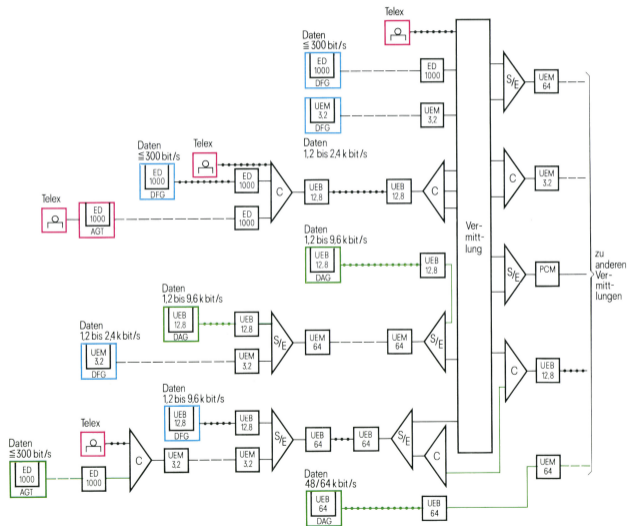 Telex
Daten
≦ 300 bit/s
ED
1000
DFG
ED
1000
S/E
UEM
64
UEM
3,2
DFG
UEM
3,2
Daten
1,2 bis 2,4 k bit/s
Telex
Daten
≦ 300 bit/s
ED
1000
DFG
ED
1000
C
UEB
12,8
UEB
12,8
C
C
UEM
3,2
Telex
ED
1000
AGT
ED
1000
Ver-
mitt-
lung
Daten
1,2 bis 9,6 k bit/s
UEB
12,8
DAG
UEB
12,8
S/E
PCM
zu
anderen
Ver-
mitt-
lungen
Daten
1,2 bis 9,6 k bit/s
UEB
12,8
DAG
UEB
12,8
S/E
UEM
64
UEM
64
S/E
Daten
1,2 bis 2,4 k bit/s
UEM
3,2
DFG
UEM
3,2
C
UEB
12,8
Daten
1,2 bis 9,6 k bit/s
UEB
12,8
DFG
UEB
12,8
S/E
UEB
64
UEB
64
S/E
Telex
C
UEM
3,2
UEM
3,2
C
Daten
≦ 300 bit/s
ED
1000
AGT
ED
1000
Daten
48/64 k bit/s
UEB
64
DAG
UEB
64
UEM
64